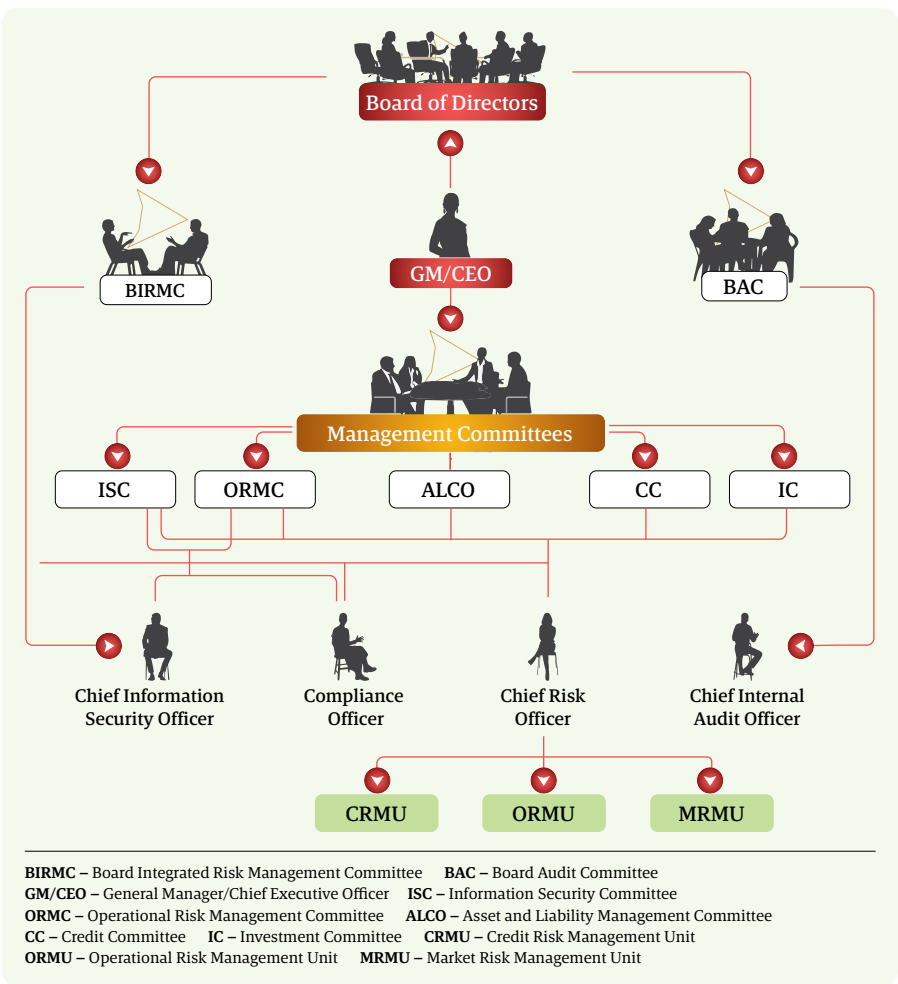 Board of Directors
GM/CEO
BIRMC
BAC
Management Committees
ISC
ORMC
ALCO
CC
IC
Chief Information
Security Officer
Compliance
Officer
Chief Risk
Officer
Chief Internal
Audit Officer
CRMU
ORMU
MRMU
BIRMC – Board Integrated Risk Management Committee BAC – Board Audit Committee
GM/CEO – General Manager/Chief Executive Officer ISC – Information Security Committee
ORMC – Operational Risk Management Committee ALCO – Asset and Liability Management Committee
CC – Credit Committee IC – Investment Committee CRMU – Credit Risk Management Unit
ORMU – Operational Risk Management Unit MRMU – Market Risk Management Unit